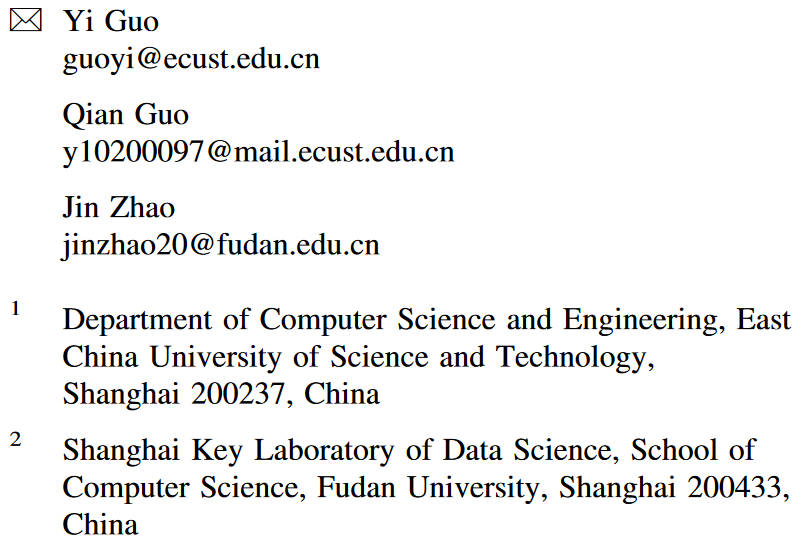 Yi Guo
guoyi@ecust.edu.cn
Qian Guo
y10200097@mail.ecust.edu.cn
Jin Zhao
jinzhao20@fudan.edu.cn
1 Department of Computer Science and Engineering, East
China University of Science and Technology,
Shanghai 200237, China
2 Shanghai Key Laboratory of Data Science, School of
Computer Science, Fudan University, Shanghai 200433,
China